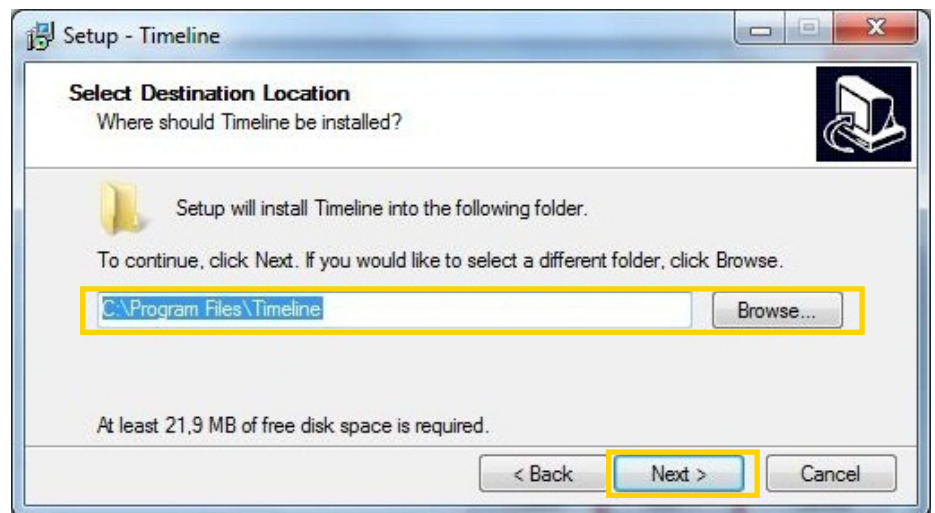 Setup - Timeline
Select Destination Location
Where should Timeline be installed?
Setup will install Timeline into the following folder.
To continue, click Next. If you would like to select a different folder, click Browse.
C:\Program Files\Timeline
Browse...
At least 21,9 MB of free disk space is required.
< Back
Next >
Cancel